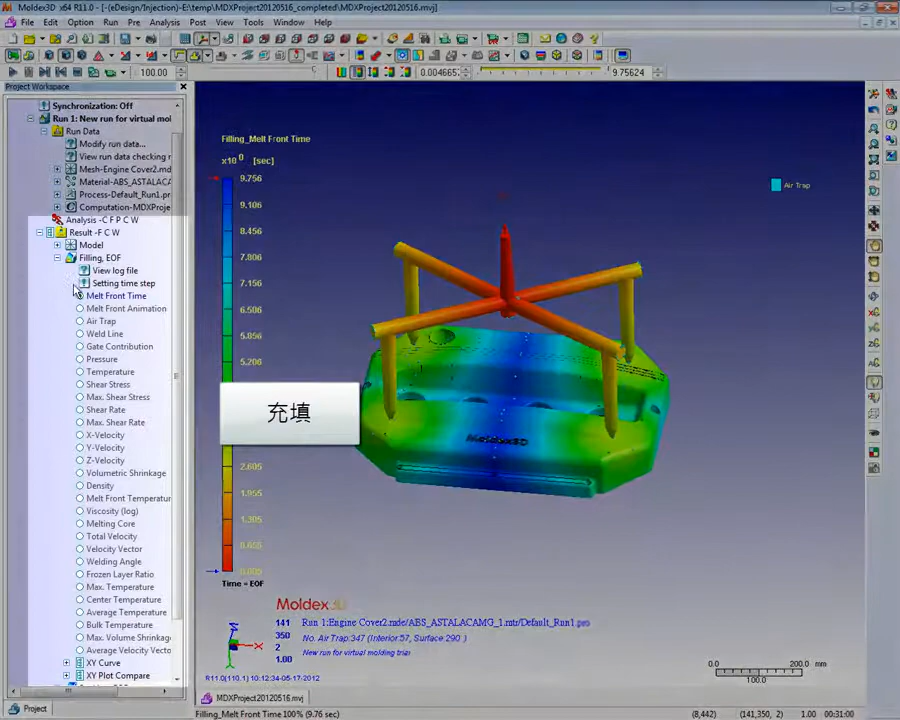 Moldex3D x64 R11.0 - [-(eDesign/Injection) E:\temp\MDXProject20120516_completed\MDXProject20120516.mvj]
File Edit Option Run Pre Analysis Post View Tools Window Help
100.00
9.75624
Project Workspace
Synchronization: Off
Run 1: New run for virtual mol
Run Data
Modify run data...
View run data checking r
Mesh-Engine Cover2.md
Material-ABS_ASTALACA
Process-Default_Run1.pr
Computation-MDXProje
Analysis -C F P C W
Result -F C W
Model
Filling, EOF
View log file
Setting time step
Melt Front Time
Melt Front Animation
Air Trap
Weld Line
Gate Contribution
Pressure
Temperature
Shear Stress
Max. Shear Stress
Shear Rate
Max. Shear Rate
X-Velocity
Y-Velocity
Z-Velocity
Volumetric Shrinkage
Density
Melt Front Temperatur
Viscosity (log)
Melting Core
Total Velocity
Velocity Vector
Welding Angle
Frozen Layer Ratio
Max. Temperature
Center Temperature
Average Temperature
Bulk Temperature
Max. Volume Shrinkag
Average Velocity Vecto
XY Curve
XY Plot Compare
Project
Filling_Melt Front Time
x10 0 [sec]
9.756
9.106
8.456
7.806
7.156
6.506
5.856
5.206
2.605
1.955
1.305
Time = EOF
Air Trap
充填
Moldex3D
Moldex3D
141
350
2
1.00
Run 1:Engine Cover2.mde/ABS_ASTALACAMG_1.mtr/Default_Run1.pro
No. Air Trap:347 (Interior:57, Surface:290 )
New run for virtual molding trial
Z
X
Y
R11.0(110.1) 10:12:34 05-17-2012
0.0 200.0 mm
100.0
MDXProject20120516.mvj
Filling_Melt Front Time 100% (9.76 sec)
(8,442) (141,350, 2) 1.00 00:31:00